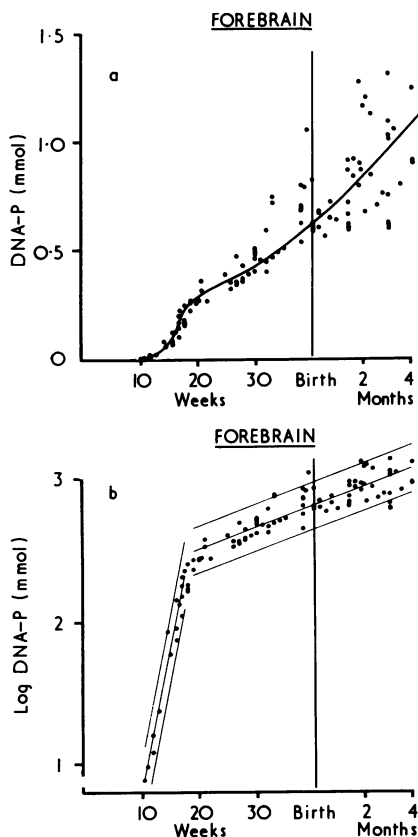 FOREBRAIN
a
DNA-P (mmol)
1·5
1·0
0·5
0
10 20 30 Birth 2 4
Weeks Months
FOREBRAIN
b
Log DNA-P (mmol)
3
2
1
10 20 30 Birth 2 4
Weeks Months